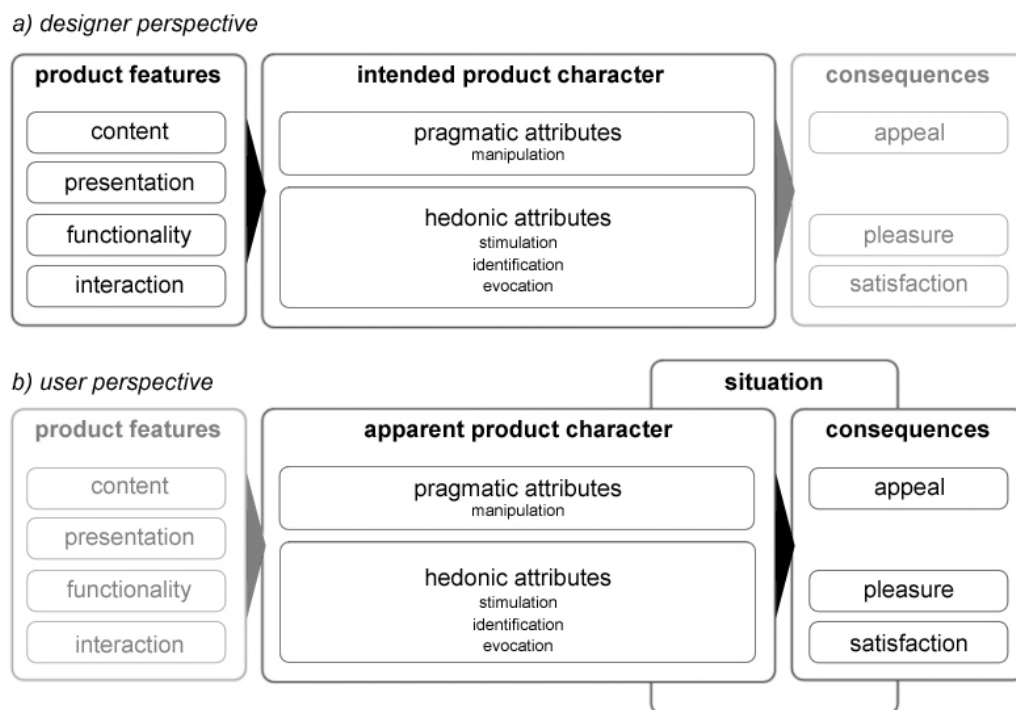 a) designer perspective
product features
content
presentation
functionality
interaction
intended product character
pragmatic attributes
manipulation
hedonic attributes
stimulation
identification
evocation
consequences
appeal
pleasure
satisfaction
b) user perspective
situation
product features
content
presentation
functionality
interaction
apparent product character
pragmatic attributes
manipulation
hedonic attributes
stimulation
identification
evocation
consequences
appeal
pleasure
satisfaction